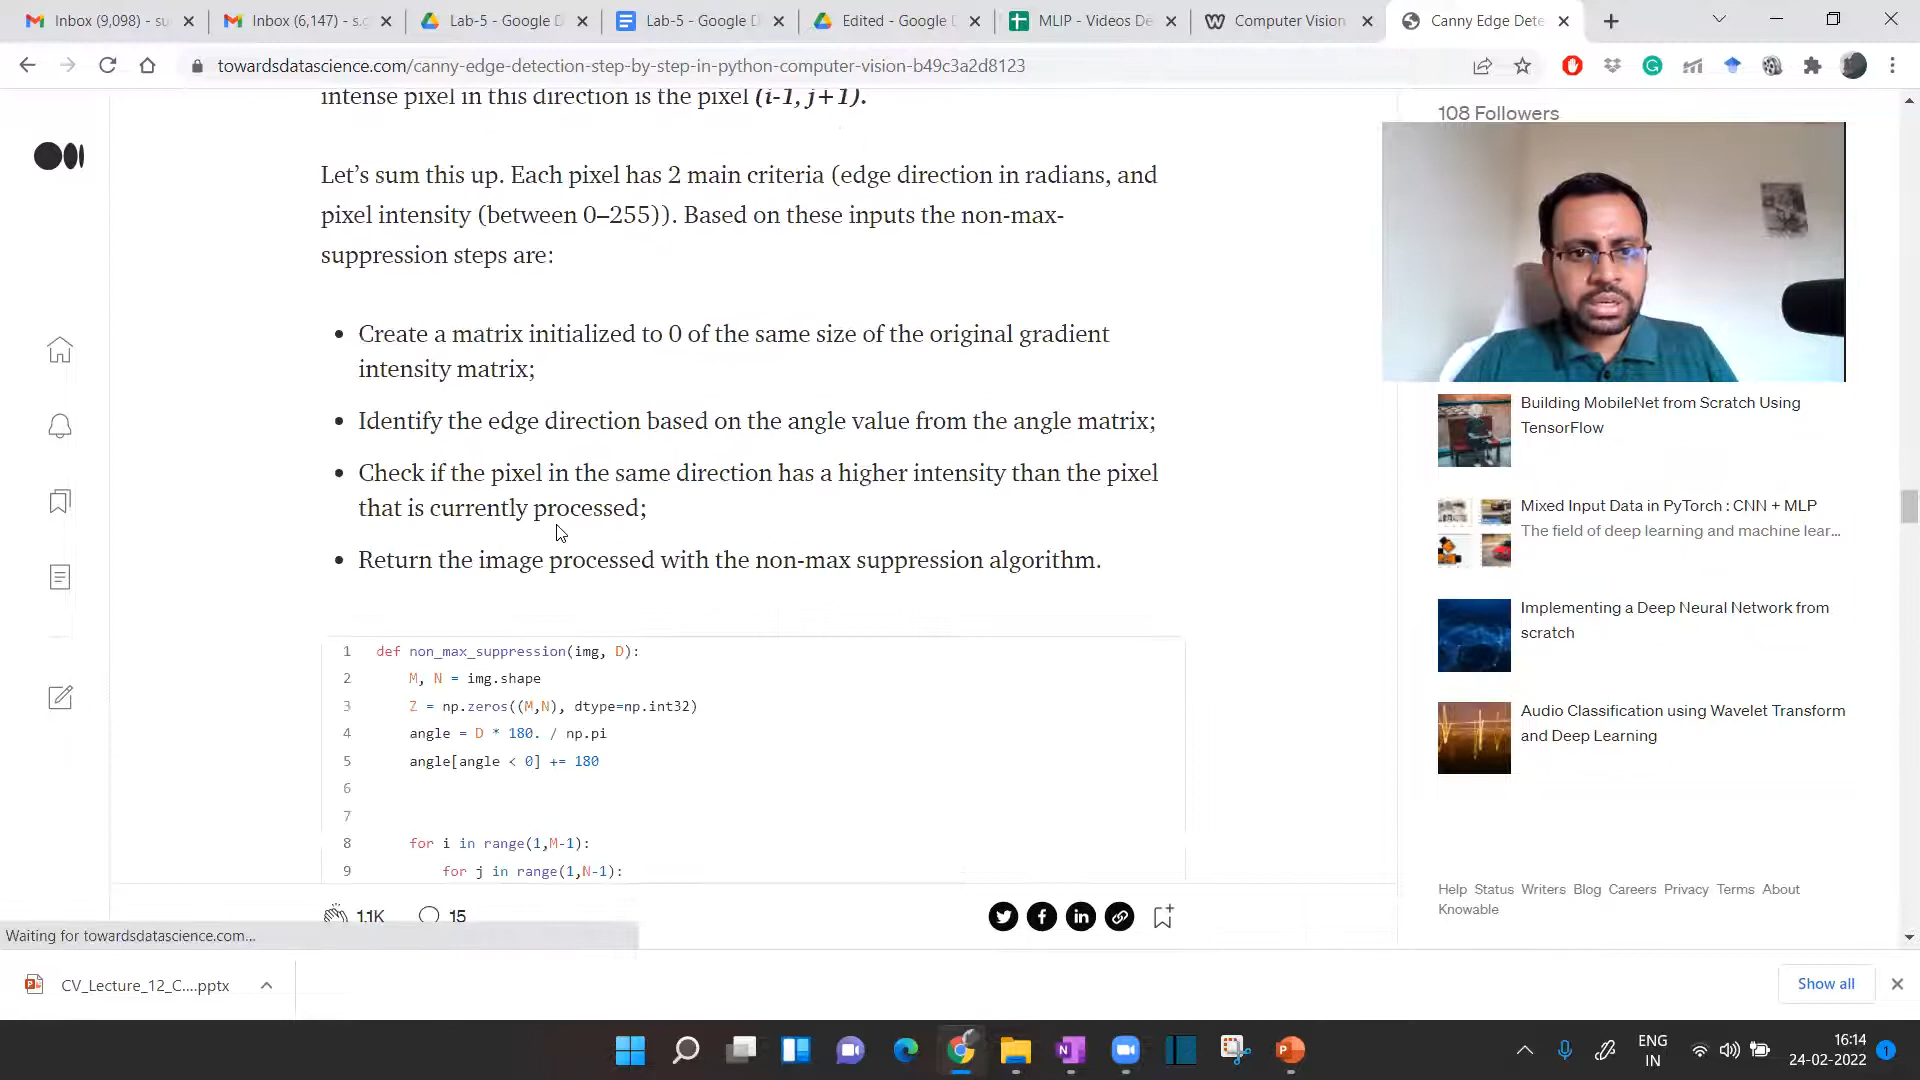 Inbox (9,098) - su
Inbox (6,147) - s.c
Lab-5 - Google D
Lab-5 - Google D
Edited - Google D
MLIP - Videos De
Computer Vision
Canny Edge Dete
towardsdatascience.com/canny-edge-detection-step-by-step-in-python-computer-vision-b49c3a2d8123
intense pixel in this direction is the pixel (i-1, j+1).
Let’s sum this up. Each pixel has 2 main criteria (edge direction in radians, and
pixel intensity (between 0–255)). Based on these inputs the non-max-
suppression steps are:
• Create a matrix initialized to 0 of the same size of the original gradient
intensity matrix;
• Identify the edge direction based on the angle value from the angle matrix;
• Check if the pixel in the same direction has a higher intensity than the pixel
that is currently processed;
• Return the image processed with the non-max suppression algorithm.
1 def non_max_suppression(img, D):
2 M, N = img.shape
3 Z = np.zeros((M,N), dtype=np.int32)
4 angle = D * 180. / np.pi
5 angle[angle < 0] += 180
6
7
8 for i in range(1,M-1):
9 for j in range(1,N-1):
1.1K 15
108 Followers
Building MobileNet from Scratch Using
TensorFlow
Mixed Input Data in PyTorch : CNN + MLP
The field of deep learning and machine lear...
Implementing a Deep Neural Network from
scratch
Audio Classification using Wavelet Transform
and Deep Learning
Help Status Writers Blog Careers Privacy Terms About
Knowable
Waiting for towardsdatascience.com...
CV_Lecture_12_C....pptx
Show all
ENG
IN
16:14
24-02-2022
1